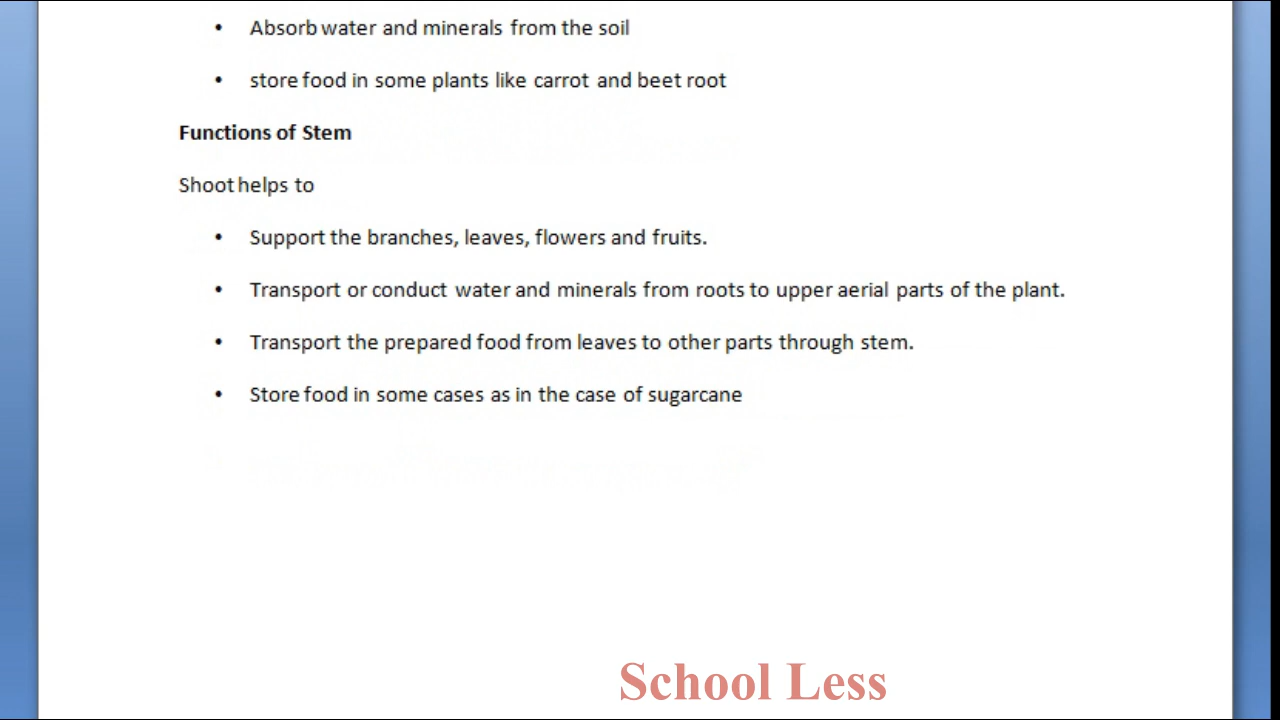 • Absorb water and minerals from the soil
• store food in some plants like carrot and beet root
Functions of Stem
Shoot helps to
• Support the branches, leaves, flowers and fruits.
• Transport or conduct water and minerals from roots to upper aerial parts of the plant.
• Transport the prepared food from leaves to other parts through stem.
• Store food in some cases as in the case of sugarcane
School Less